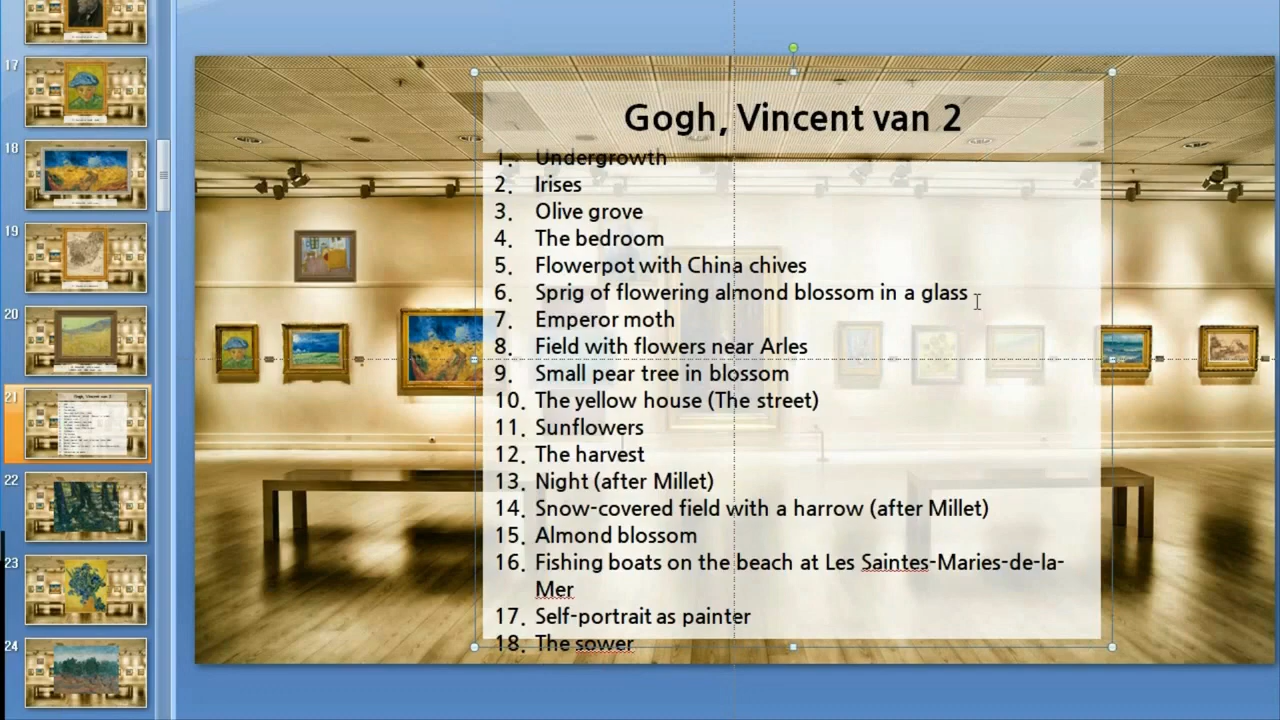 17
18
19
20
21
22
23
24
Gogh, Vincent van 2
1. Undergrowth
2. Irises
3. Olive grove
4. The bedroom
5. Flowerpot with China chives
6. Sprig of flowering almond blossom in a glass
7. Emperor moth
8. Field with flowers near Arles
9. Small pear tree in blossom
10. The yellow house (The street)
11. Sunflowers
12. The harvest
13. Night (after Millet)
14. Snow-covered field with a harrow (after Millet)
15. Almond blossom
16. Fishing boats on the beach at Les Saintes-Maries-de-la-
Mer
17. Self-portrait as painter
18. The sower